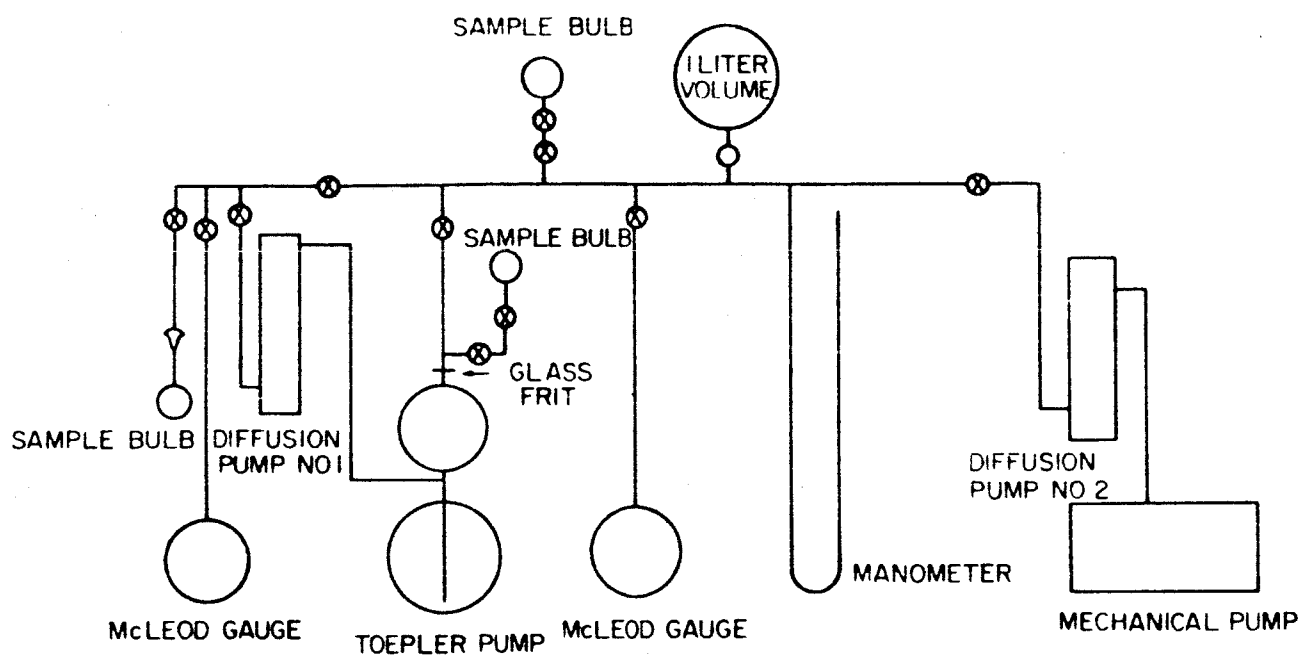 SAMPLE BULB
1 LITER
VOLUME
SAMPLE BULB
GLASS
FRIT
SAMPLE BULB
DIFFUSION
PUMP NO 1
DIFFUSION
PUMP NO 2
MANOMETER
McLEOD GAUGE
TOEPLER PUMP
McLEOD GAUGE
MECHANICAL PUMP